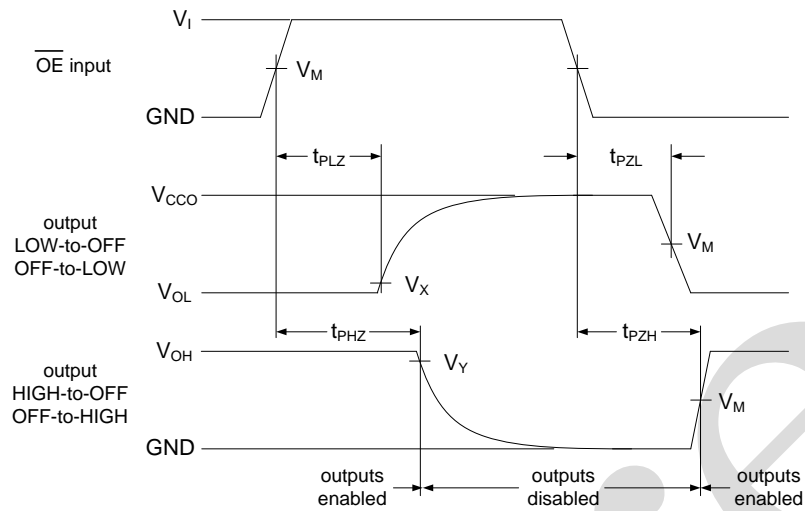 V_I
OE input
V_M
GND
t_PLZ
t_PZL
V_CCO
output
LOW-to-OFF
OFF-to-LOW
V_M
V_X
V_OL
t_PHZ
t_PZH
V_OH
V_Y
output
HIGH-to-OFF
OFF-to-HIGH
V_M
GND
outputs
enabled
outputs
disabled
outputs
enabled